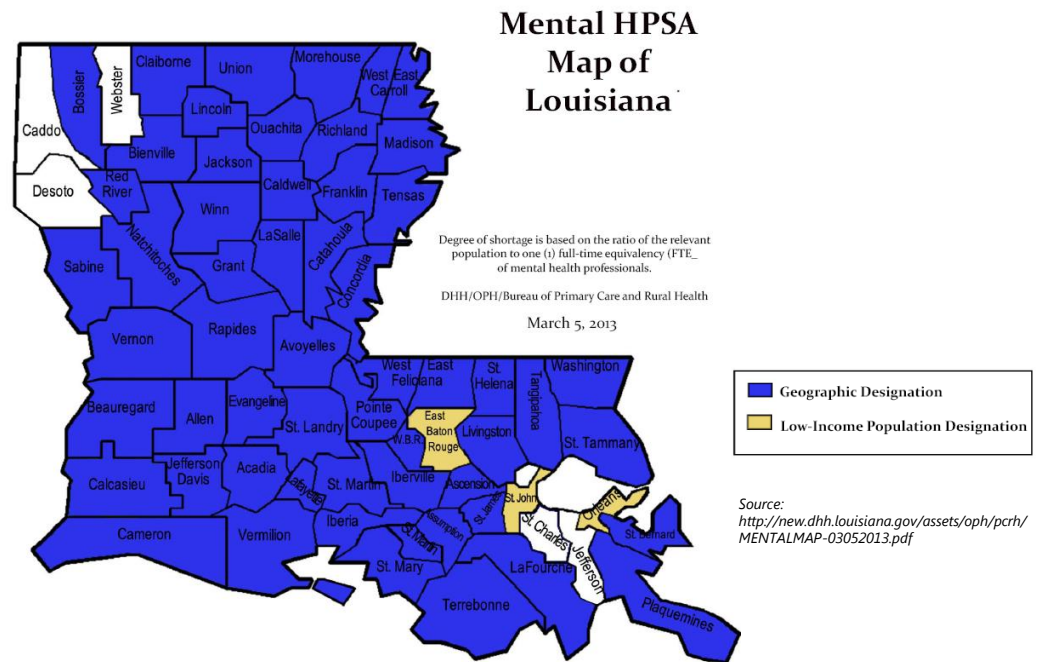 Mental HPSA
Map of
Louisiana
Caddo
Bossier
Webster
Claiborne
Union
Morehouse
West
Carroll
East
Lincoln
Ouachita
Richland
Madison
Bienville
Jackson
Desoto
Red
River
Caldwell
Franklin
Tensas
Winn
Natchitoches
LaSalle
Catahoula
Concordia
Sabine
Grant
Degree of shortage is based on the ratio of the relevant
population to one (1) full-time equivalency (FTE_
of mental health professionals.
DHH/OPH/Bureau of Primary Care and Rural Health
March 5, 2013
Vernon
Rapides
Avoyelles
West
Feliciana
East
St.
Helena
Tangipahoa
Washington
Beauregard
Allen
Evangeline
St. Landry
Pointe
Coupee
W.B.R.
East
Baton
Rouge
Livingston
St. Tammany
Geographic Designation
Low-Income Population Designation
Calcasieu
Jefferson
Davis
Acadia
Lafayette
St. Martin
Iberville
Ascension
St. James
St. John
St. Charles
Orleans
St. Bernard
Jefferson
Cameron
Vermilion
Iberia
St. Martin
Assumption
St. Mary
LaFourche
Terrebonne
Plaquemines
Source:
http://new.dhh.louisiana.gov/assets/oph/pcrh/
MENTALMAP-03052013.pdf